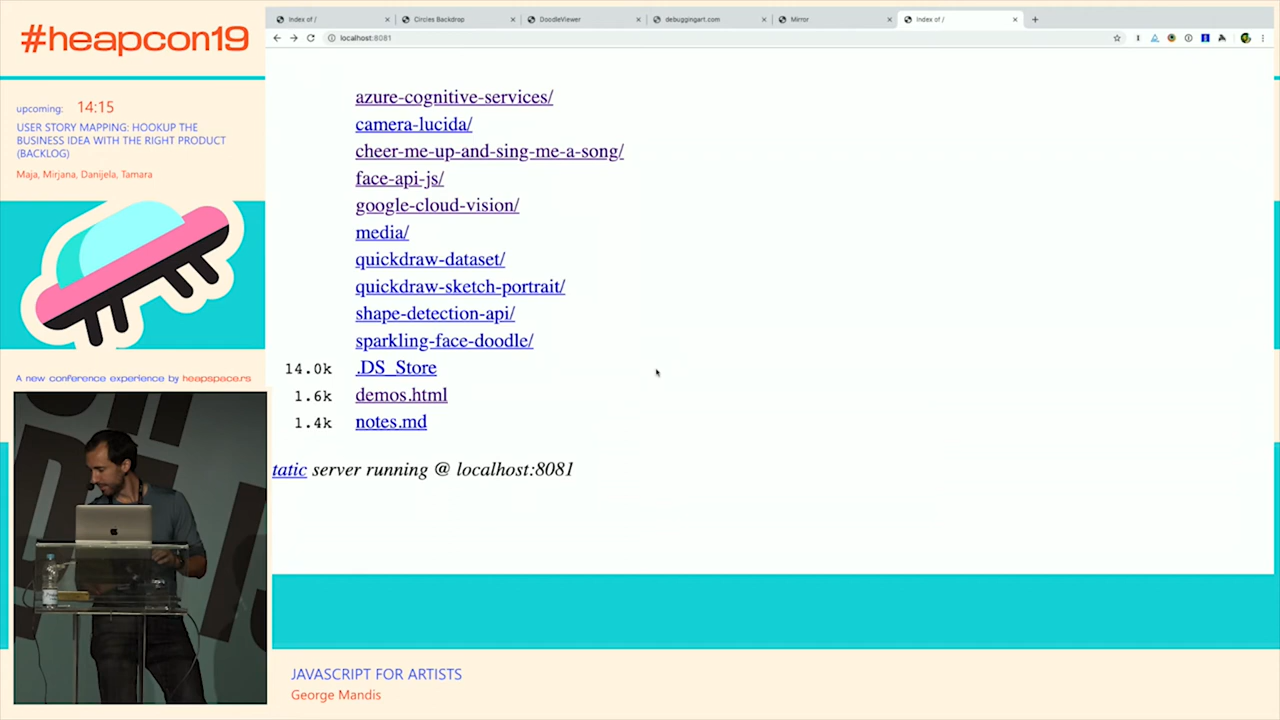 #heapcon19
upcoming: 14:15
USER STORY MAPPING: HOOKUP THE
BUSINESS IDEA WITH THE RIGHT PRODUCT
(BACKLOG)
Maja, Mirjana, Danijela, Tamara
A new conference experience by heapspace.rs
Index of /
Circles Backdrop
DoodleViewer
debuggingart.com
Mirror
Index of /
localhost:8081
azure-cognitive-services/
camera-lucida/
cheer-me-up-and-sing-me-a-song/
face-api-js/
google-cloud-vision/
media/
quickdraw-dataset/
quickdraw-sketch-portrait/
shape-detection-api/
sparkling-face-doodle/
14.0k .DS_Store
1.6k demos.html
1.4k notes.md
tatic server running @ localhost:8081
JAVASCRIPT FOR ARTISTS
George Mandis